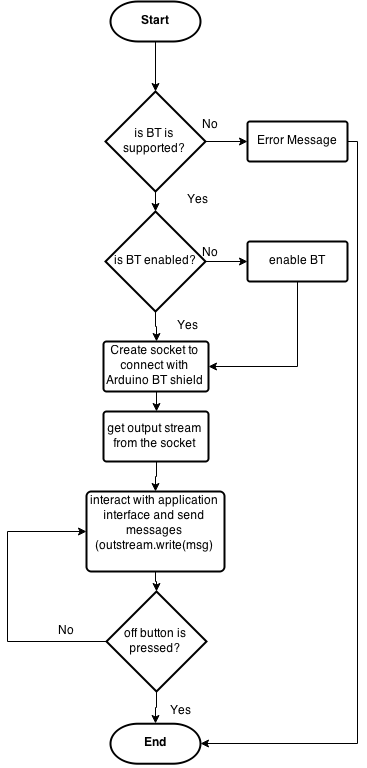 Start
is BT is
supported?
No
Error Message
Yes
is BT enabled?
No
enable BT
Yes
Create socket to
connect with
Arduino BT shield
get output stream
from the socket
interact with application
interface and send
messages
(outstream.write(msg)
off button is
pressed?
No
Yes
End